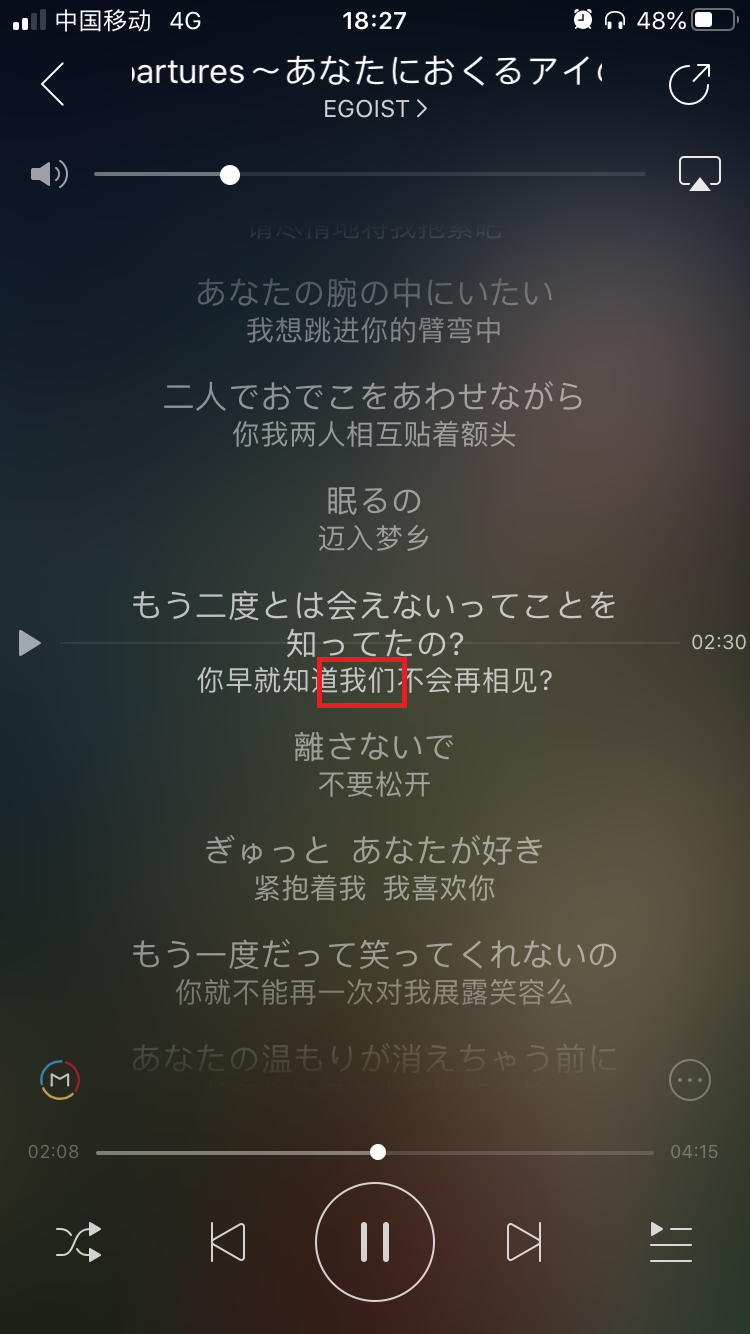 中国移动 4G 18:27 48%
partures～あなたにおくるアイ
EGOIST
请尽情地将我抱紧吧
あなたの腕の中にいたい
我想跳进你的臂弯中
二人でおでこをあわせながら
你我两人相互贴着额头
眠るの
迈入梦乡
もう二度とは会えないってことを
知ってたの?
02:30
你早就知道我们不会再相见?
離さないで
不要松开
ぎゅっと あなたが好き
紧抱着我 我喜欢你
もう一度だって笑ってくれないの
你就不能再一次对我展露笑容么
あなたの温もりが消えちゃう前に
M
02:08 04:15